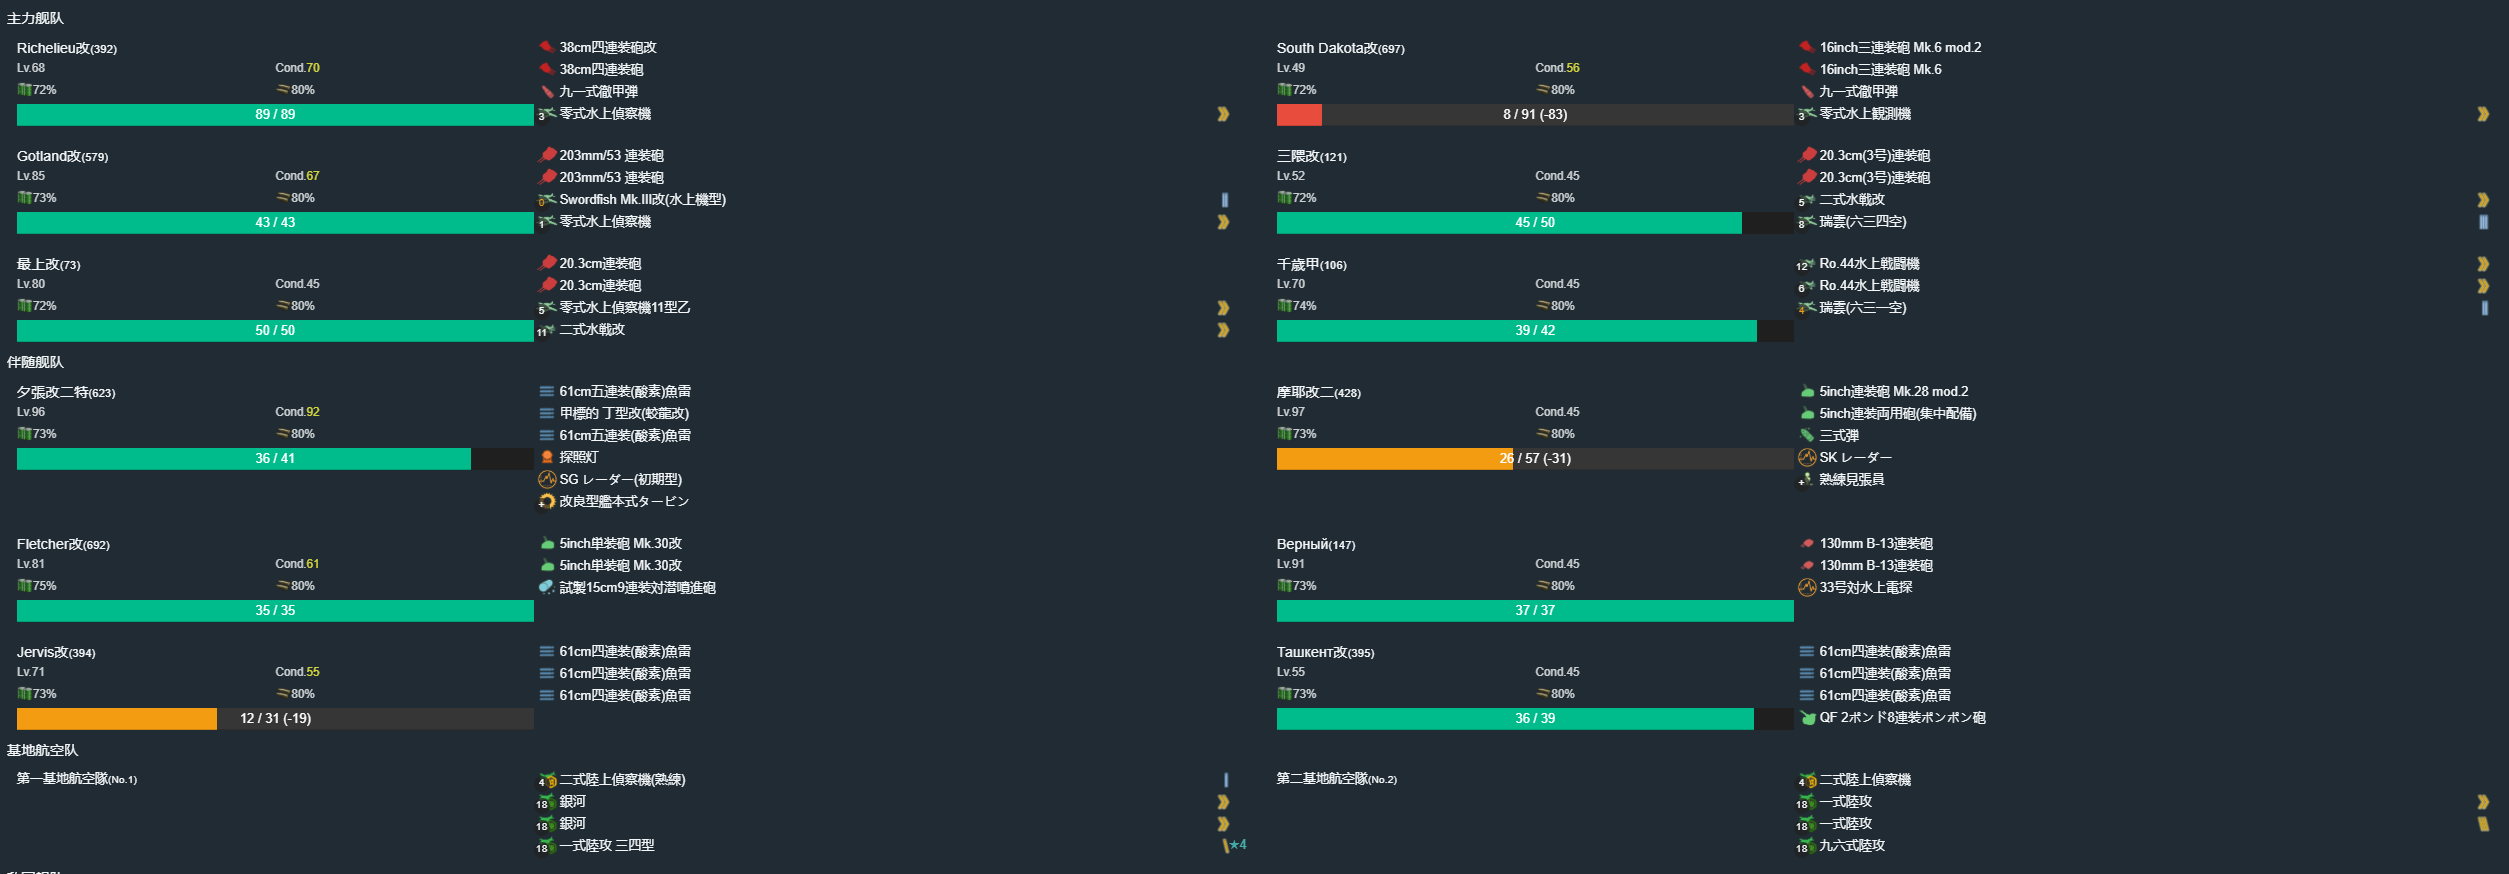 主力舰队
Richelieu改(392)
Lv.68 Cond.70
72% 80%
89 / 89
38cm四連装砲改
38cm四連装砲
九一式徹甲弾
3 零式水上偵察機
South Dakota改(697)
Lv.49 Cond.56
72% 80%
8 / 91 (-83)
16inch三連装砲 Mk.6 mod.2
16inch三連装砲 Mk.6
九一式徹甲弾
3 零式水上観測機
Gotland改(579)
Lv.85 Cond.67
73% 80%
43 / 43
203mm/53 連装砲
203mm/53 連装砲
0 Swordfish Mk.III改(水上機型)
1 零式水上偵察機
三隈改(121)
Lv.52 Cond.45
72% 80%
45 / 50
20.3cm(3号)連装砲
20.3cm(3号)連装砲
5 二式水戦改
8 瑞雲(六三四空)
最上改(73)
Lv.80 Cond.45
72% 80%
50 / 50
20.3cm連装砲
20.3cm連装砲
5 零式水上偵察機11型乙
11 二式水戦改
千歳甲(106)
Lv.70 Cond.45
74% 80%
39 / 42
12 Ro.44水上戦闘機
6 Ro.44水上戦闘機
4 瑞雲(六三一空)
伴随舰队
夕張改二特(623)
Lv.96 Cond.92
73% 80%
36 / 41
61cm五連装(酸素)魚雷
甲標的 丁型改(蛟龍改)
61cm五連装(酸素)魚雷
探照灯
SG レーダー(初期型)
+ 改良型艦本式タービン
摩耶改二(428)
Lv.97 Cond.45
73% 80%
26 / 57 (-31)
5inch連装砲 Mk.28 mod.2
5inch連装両用砲(集中配備)
三式弾
SK レーダー
+ 熟練見張員
Fletcher改(692)
Lv.81 Cond.61
75% 80%
35 / 35
5inch単装砲 Mk.30改
5inch単装砲 Mk.30改
試製15cm9連装対潜噴進砲
Верный(147)
Lv.91 Cond.45
73% 80%
37 / 37
130mm B-13連装砲
130mm B-13連装砲
33号対水上電探
Jervis改(394)
Lv.71 Cond.55
73% 80%
12 / 31 (-19)
61cm四連装(酸素)魚雷
61cm四連装(酸素)魚雷
61cm四連装(酸素)魚雷
Ташкент改(395)
Lv.55 Cond.45
73% 80%
36 / 39
61cm四連装(酸素)魚雷
61cm四連装(酸素)魚雷
61cm四連装(酸素)魚雷
QF 2ポンド8連装ポンポン砲
基地航空队
第一基地航空隊(No.1)
4 二式陸上偵察機(熟練)
18 銀河
18 銀河
18 一式陸攻 三四型 ★4
第二基地航空隊(No.2)
4 二式陸上偵察機
18 一式陸攻
18 一式陸攻
18 九六式陸攻